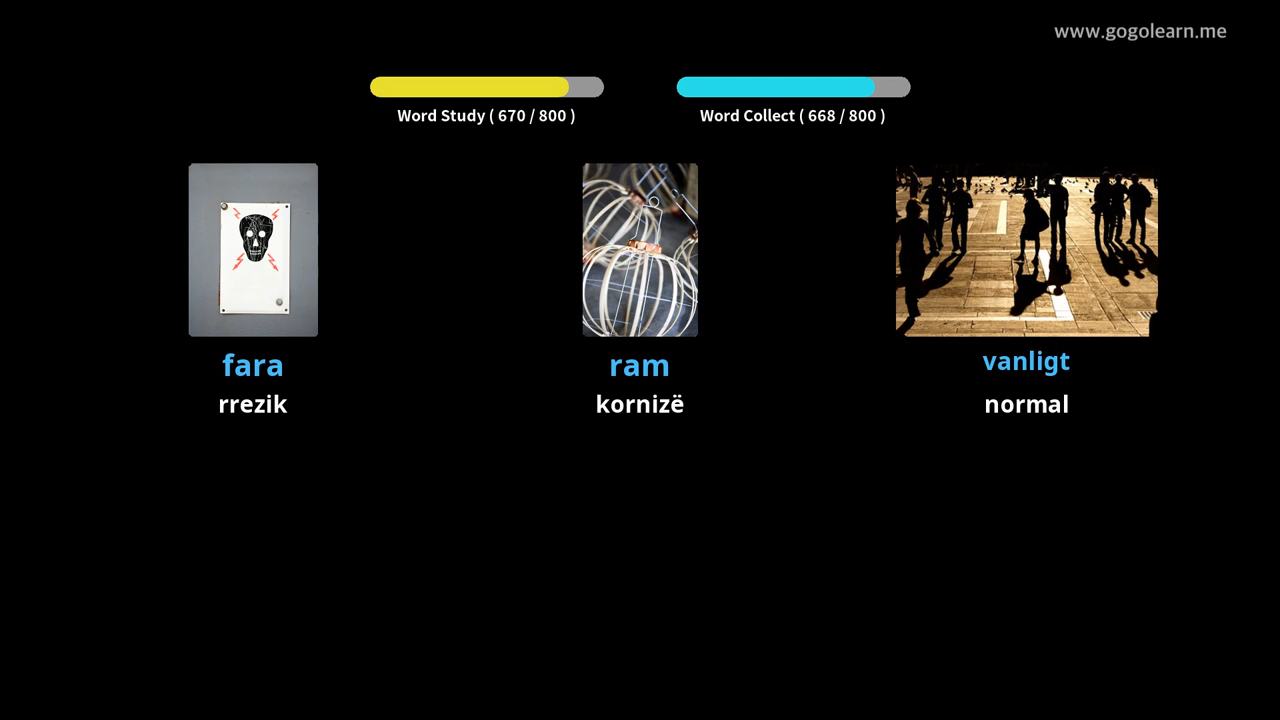 www.gogolearn.me
Word Study ( 670 / 800 )
Word Collect ( 668 / 800 )
fara
ram
vanligt
rrezik
kornizë
normal